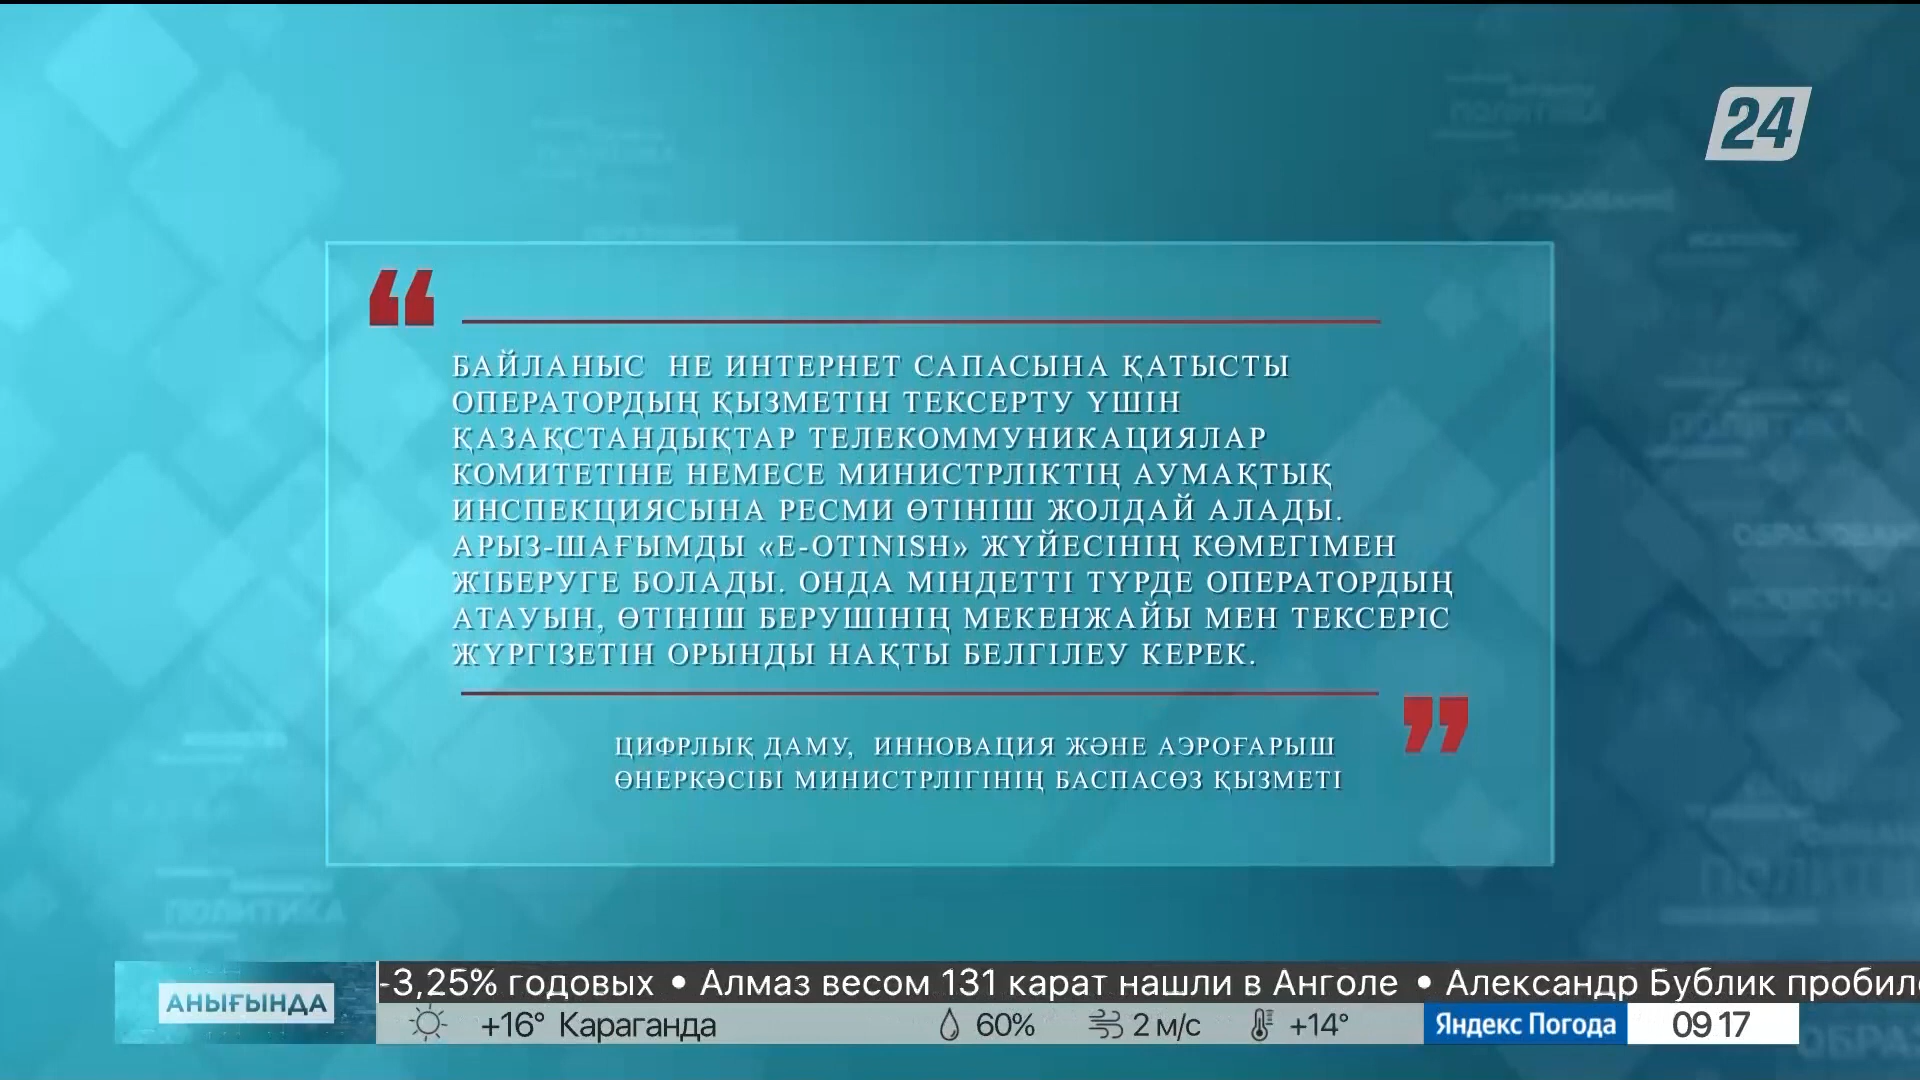 24
БАЙЛАНЫС НЕ ИНТЕРНЕТ САПАСЫНА ҚАТЫСТЫ
ОПЕРАТОРДЫҢ ҚЫЗМЕТІН ТЕКСЕРТУ ҮШІН
ҚАЗАҚСТАНДЫҚТАР ТЕЛЕКОММУНИКАЦИЯЛАР
КОМИТЕТІНЕ НЕМЕСЕ МИНИСТРЛІКТІҢ АУМАҚТЫҚ
ИНСПЕКЦИЯСЫНА РЕСМИ ӨТІНІШ ЖОЛДАЙ АЛАДЫ.
АРЫЗ-ШАҒЫМДЫ «E-OTINISH» ЖҮЙЕСІНІҢ КӨМЕГІМЕН
ЖІБЕРУГЕ БОЛАДЫ. ОНДА МІНДЕТТІ ТҮРДЕ ОПЕРАТОРДЫҢ
АТАУЫН, ӨТІНІШ БЕРУШІНІҢ МЕКЕНЖАЙЫ МЕН ТЕКСЕРІС
ЖҮРГІЗЕТІН ОРЫНДЫ НАҚТЫ БЕЛГІЛЕУ КЕРЕК.
ЦИФРЛЫҚ ДАМУ, ИННОВАЦИЯ ЖӘНЕ АЭРОҒАРЫШ
ӨНЕРКӘСІБІ МИНИСТРЛІГІНІҢ БАСПАСӨЗ ҚЫЗМЕТІ
ПОЛИТИКА
АНЫҒЫНДА
-3,25% годовых • Алмаз весом 131 карат нашли в Анголе • Александр Бублик пробил
+16° Караганда 60% 2 м/с +14° Яндекс Погода 09 17